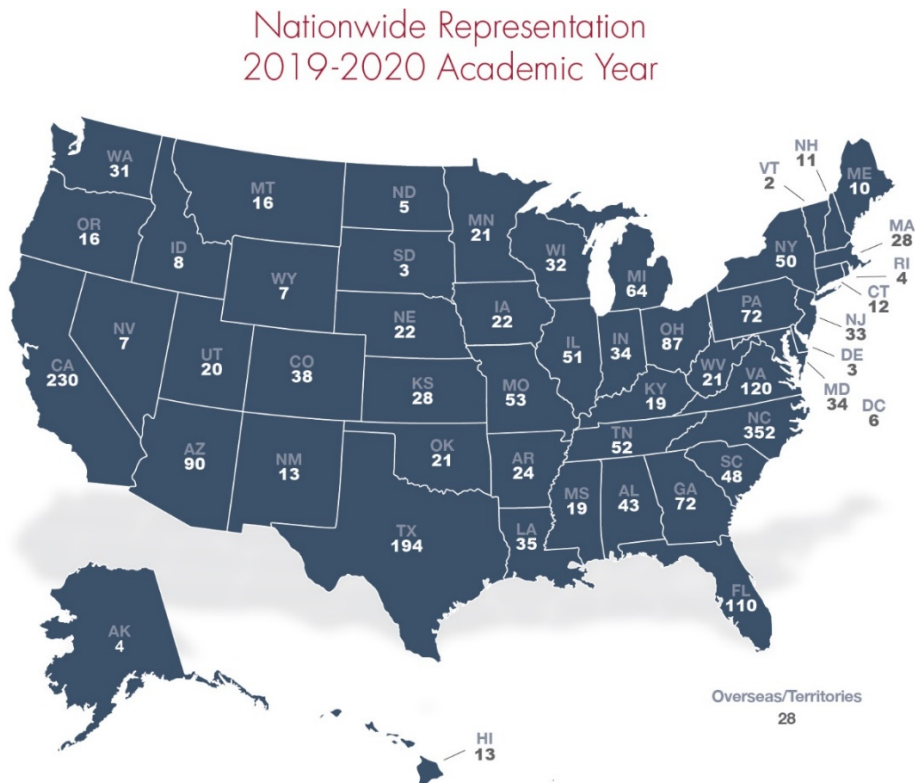 Nationwide Representation
2019-2020 Academic Year
WA
31
OR
16
CA
230
NV
7
ID
8
MT
16
WY
7
UT
20
CO
38
AZ
90
NM
13
ND
5
SD
3
NE
22
KS
28
OK
21
TX
194
MN
21
IA
22
MO
53
AR
24
LA
35
WI
32
IL
51
MI
64
IN
34
OH
87
KY
19
TN
52
MS
19
AL
43
GA
72
FL
110
SC
48
NC
352
VA
120
WV
21
PA
72
NY
50
VT
2
NH
11
ME
10
MA
28
RI
4
CT
12
NJ
33
DE
3
MD
34
DC
6
AK
4
HI
13
Overseas/Territories
28